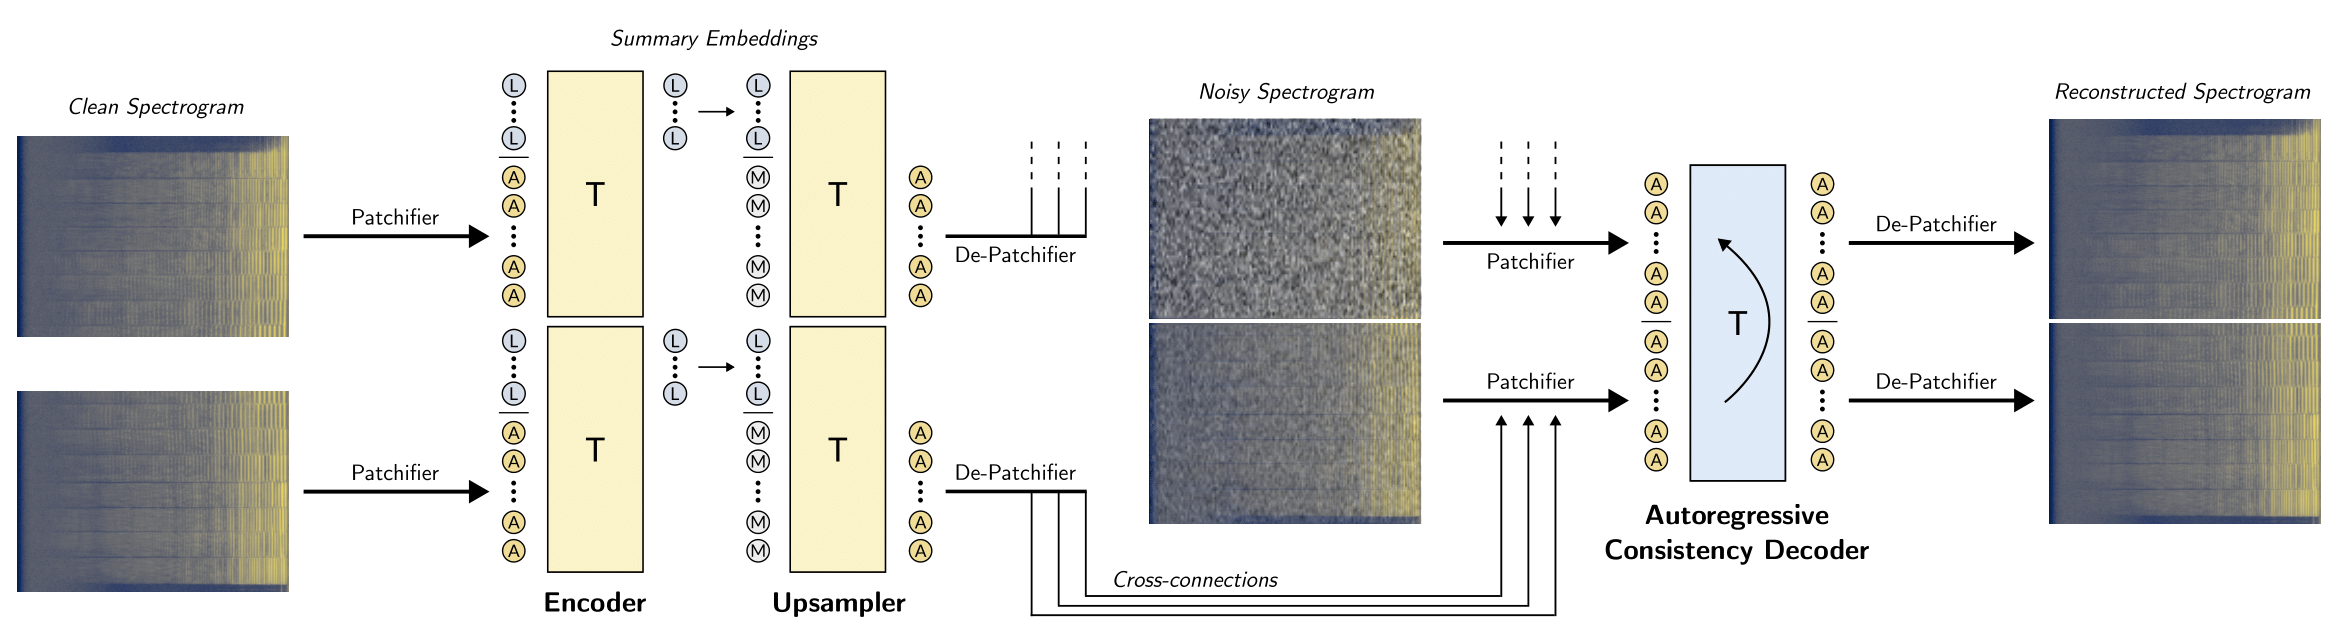 Summary Embeddings
Clean Spectrogram
Noisy Spectrogram
Reconstructed Spectrogram
Patchifier
L
L
A
A
A
A
T
L
L
L
L
M
M
M
M
T
A
A
A
A
De-Patchifier
Patchifier
A
A
A
A
A
A
A
A
T
A
A
A
A
A
A
A
A
De-Patchifier
Patchifier
L
L
A
A
A
A
T
L
L
L
L
M
M
M
M
T
A
A
A
A
De-Patchifier
Patchifier
De-Patchifier
Cross-connections
Encoder
Upsampler
Autoregressive
Consistency Decoder